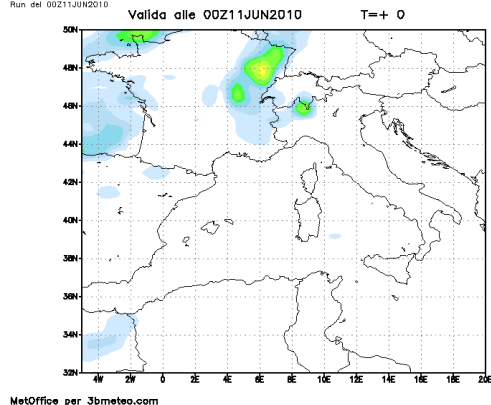 Run del 00Z11JUN2010
Valida alle 00Z11JUN2010 T=+ 0
50N
48N
46N
44N
42N
40N
38N
36N
34N
32N
4W 2W 0 2E 4E 6E 8E 10E 12E 14E 16E 18E 20E
MetOffice per 3bmeteo.com